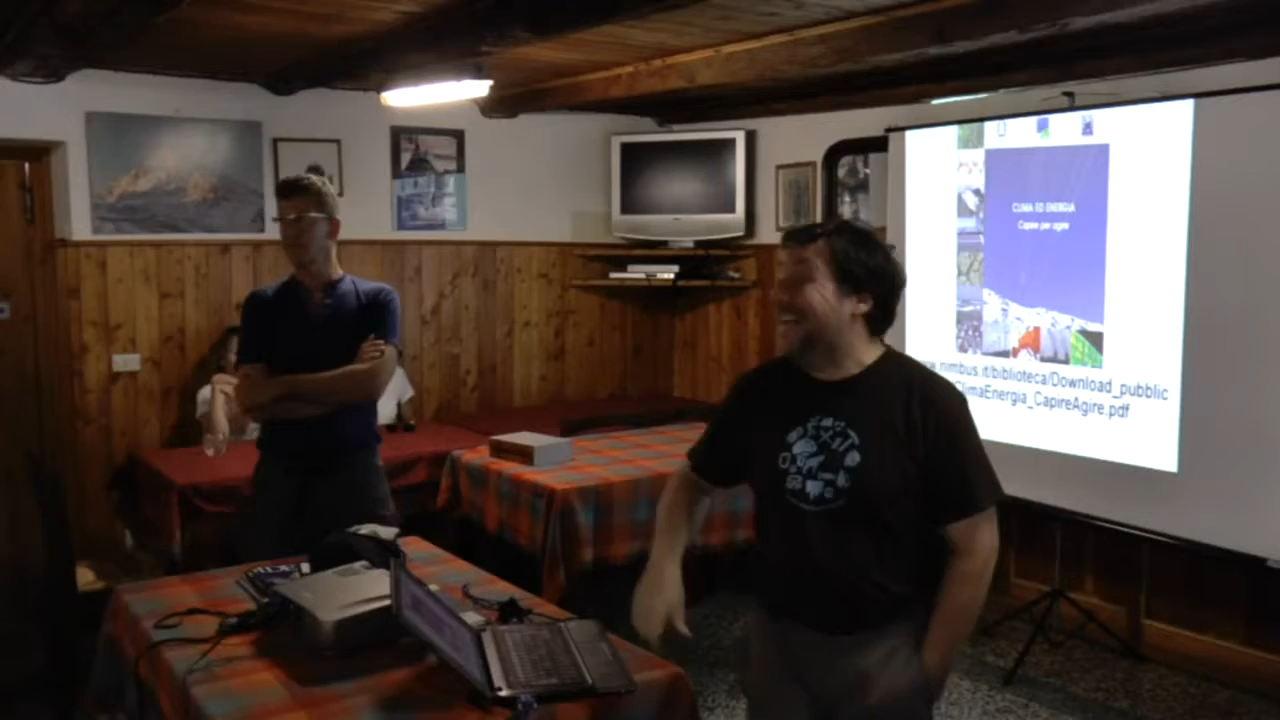 CLIMA ED ENERGIA
Capire per agire
nimbus.it/biblioteca/Download_pubblic
ClimaEnergia_CapireAgire.pdf